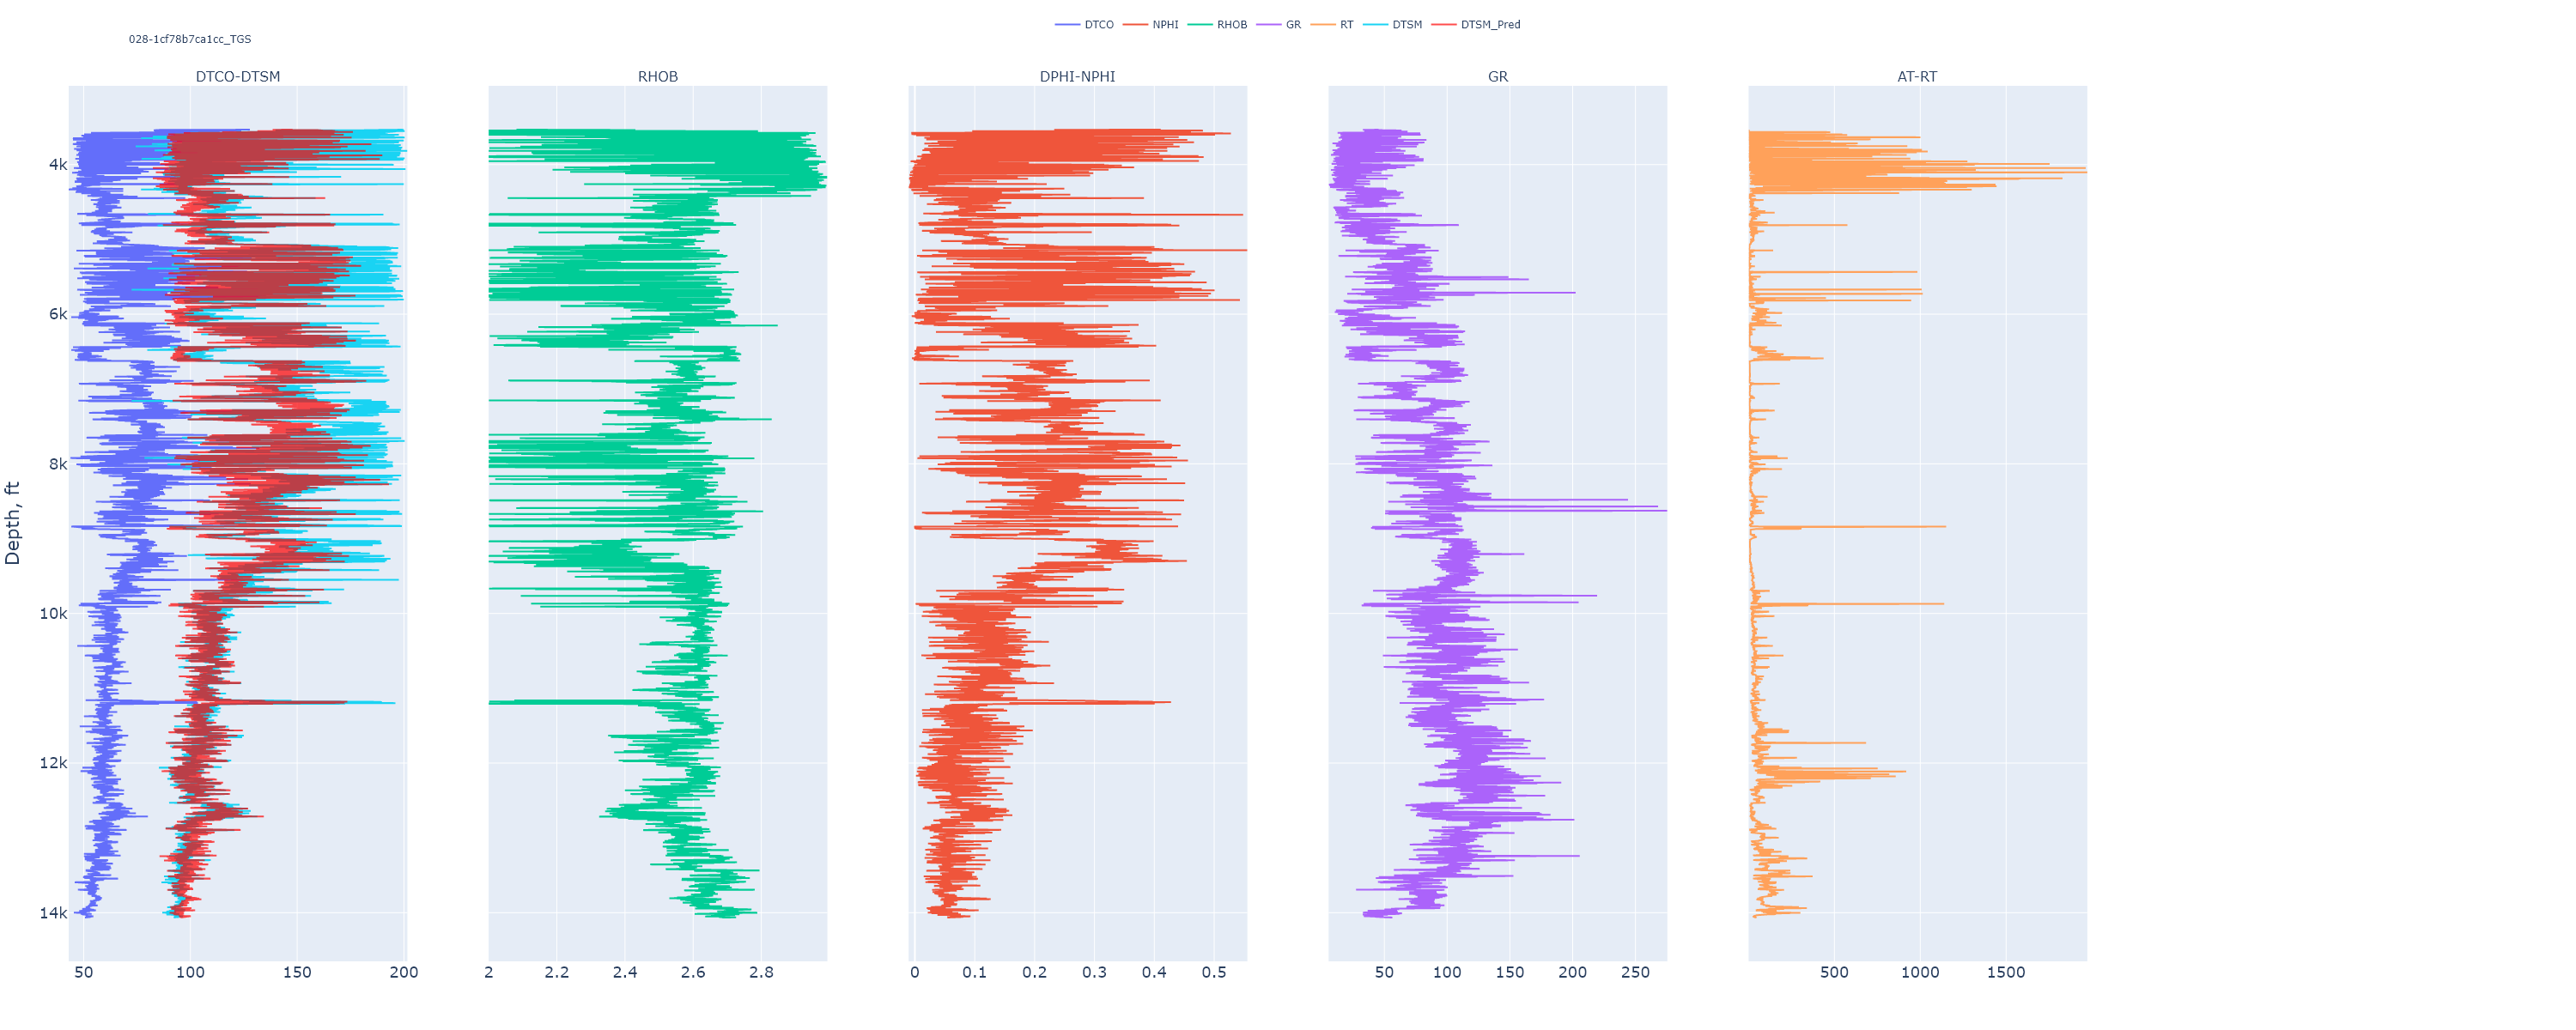 DTCO NPHI RHOB GR RT DTSM DTSM_Pred
028-1cf78b7ca1cc_TGS
DTCO-DTSM RHOB DPHI-NPHI GR AT-RT
4k
6k
8k
Depth, ft
10k
12k
14k
50 100 150 200 2 2.2 2.4 2.6 2.8 0 0.1 0.2 0.3 0.4 0.5 50 100 150 200 250 500 1000 1500